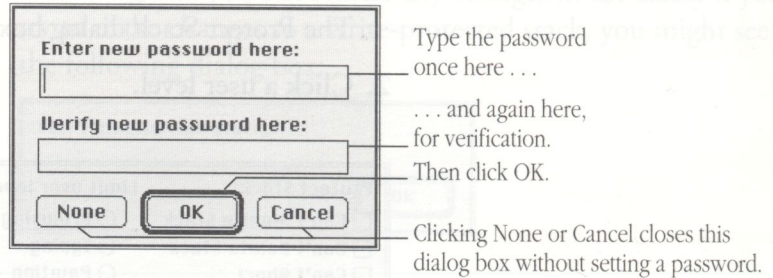 Enter new password here:
Verify new password here:
None
OK
Cancel
Type the password
once here . . .
. . . and again here,
for verification.
Then click OK.
Clicking None or Cancel closes this
dialog box without setting a password.